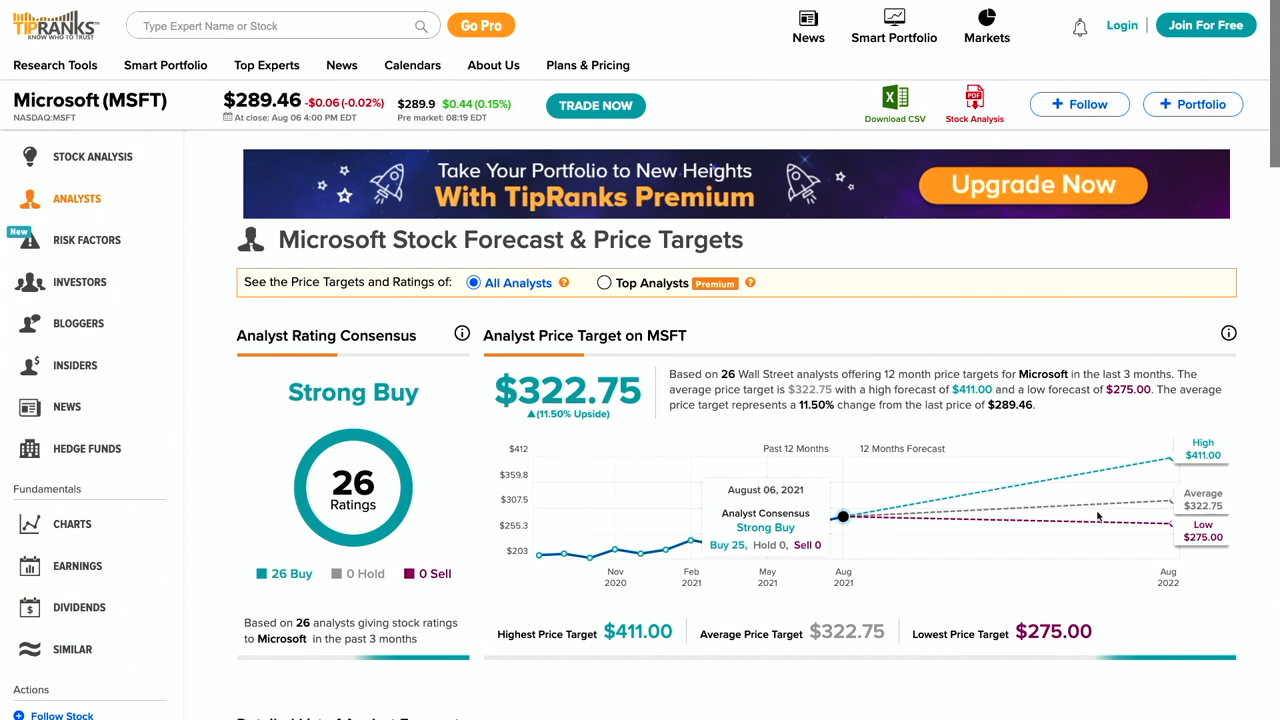 TIPRANKS™
KNOW WHO TO TRUST
Type Expert Name or Stock
Go Pro
News
Smart Portfolio
Markets
Login
Join For Free
Research Tools
Smart Portfolio
Top Experts
News
Calendars
About Us
Plans & Pricing
Microsoft (MSFT)
NASDAQ:MSFT
$289.46 -$0.06 (-0.02%)
At close: Aug 06 4:00 PM EDT
$289.9 $0.44 (0.15%)
Pre market: 08:19 EDT
TRADE NOW
Download CSV
PDF
Stock Analysis
+ Follow
+ Portfolio
STOCK ANALYSIS
ANALYSTS
New
RISK FACTORS
INVESTORS
BLOGGERS
INSIDERS
NEWS
HEDGE FUNDS
Fundamentals
CHARTS
EARNINGS
DIVIDENDS
SIMILAR
Actions
Follow Stock
Take Your Portfolio to New Heights
With TipRanks Premium
Upgrade Now
Microsoft Stock Forecast & Price Targets
See the Price Targets and Ratings of: All Analysts ? Top Analysts Premium ?
Analyst Rating Consensus
Strong Buy
26
Ratings
26 Buy 0 Hold 0 Sell
Based on 26 analysts giving stock ratings
to Microsoft in the past 3 months
Analyst Price Target on MSFT
$322.75
▲(11.50% Upside)
Based on 26 Wall Street analysts offering 12 month price targets for Microsoft in the last 3 months. The
average price target is $322.75 with a high forecast of $411.00 and a low forecast of $275.00. The average
price target represents a 11.50% change from the last price of $289.46.
Past 12 Months
12 Months Forecast
$412
$359.8
$307.5
$255.3
$203
August 06, 2021
Analyst Consensus
Strong Buy
Buy 25, Hold 0, Sell 0
High
$411.00
Average
$322.75
Low
$275.00
Nov
2020
Feb
2021
May
2021
Aug
2021
Aug
2022
Highest Price Target $411.00
Average Price Target $322.75
Lowest Price Target $275.00